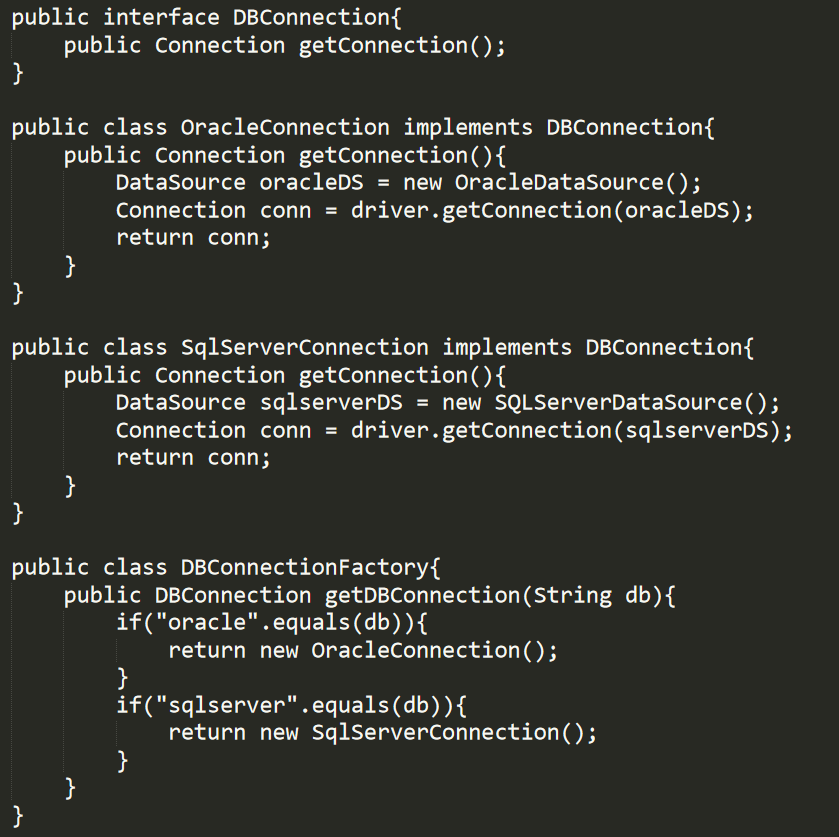 public interface DBConnection{
    public Connection getConnection();
}

public class OracleConnection implements DBConnection{
    public Connection getConnection(){
        DataSource oracleDS = new OracleDataSource();
        Connection conn = driver.getConnection(oracleDS);
        return conn;
    }
}

public class SqlServerConnection implements DBConnection{
    public Connection getConnection(){
        DataSource sqlserverDS = new SQLServerDataSource();
        Connection conn = driver.getConnection(sqlserverDS);
        return conn;
    }
}

public class DBConnectionFactory{
    public DBConnection getDBConnection(String db){
        if("oracle".equals(db)){
            return new OracleConnection();
        }
        if("sqlserver".equals(db)){
            return new SqlServerConnection();
        }
    }
}